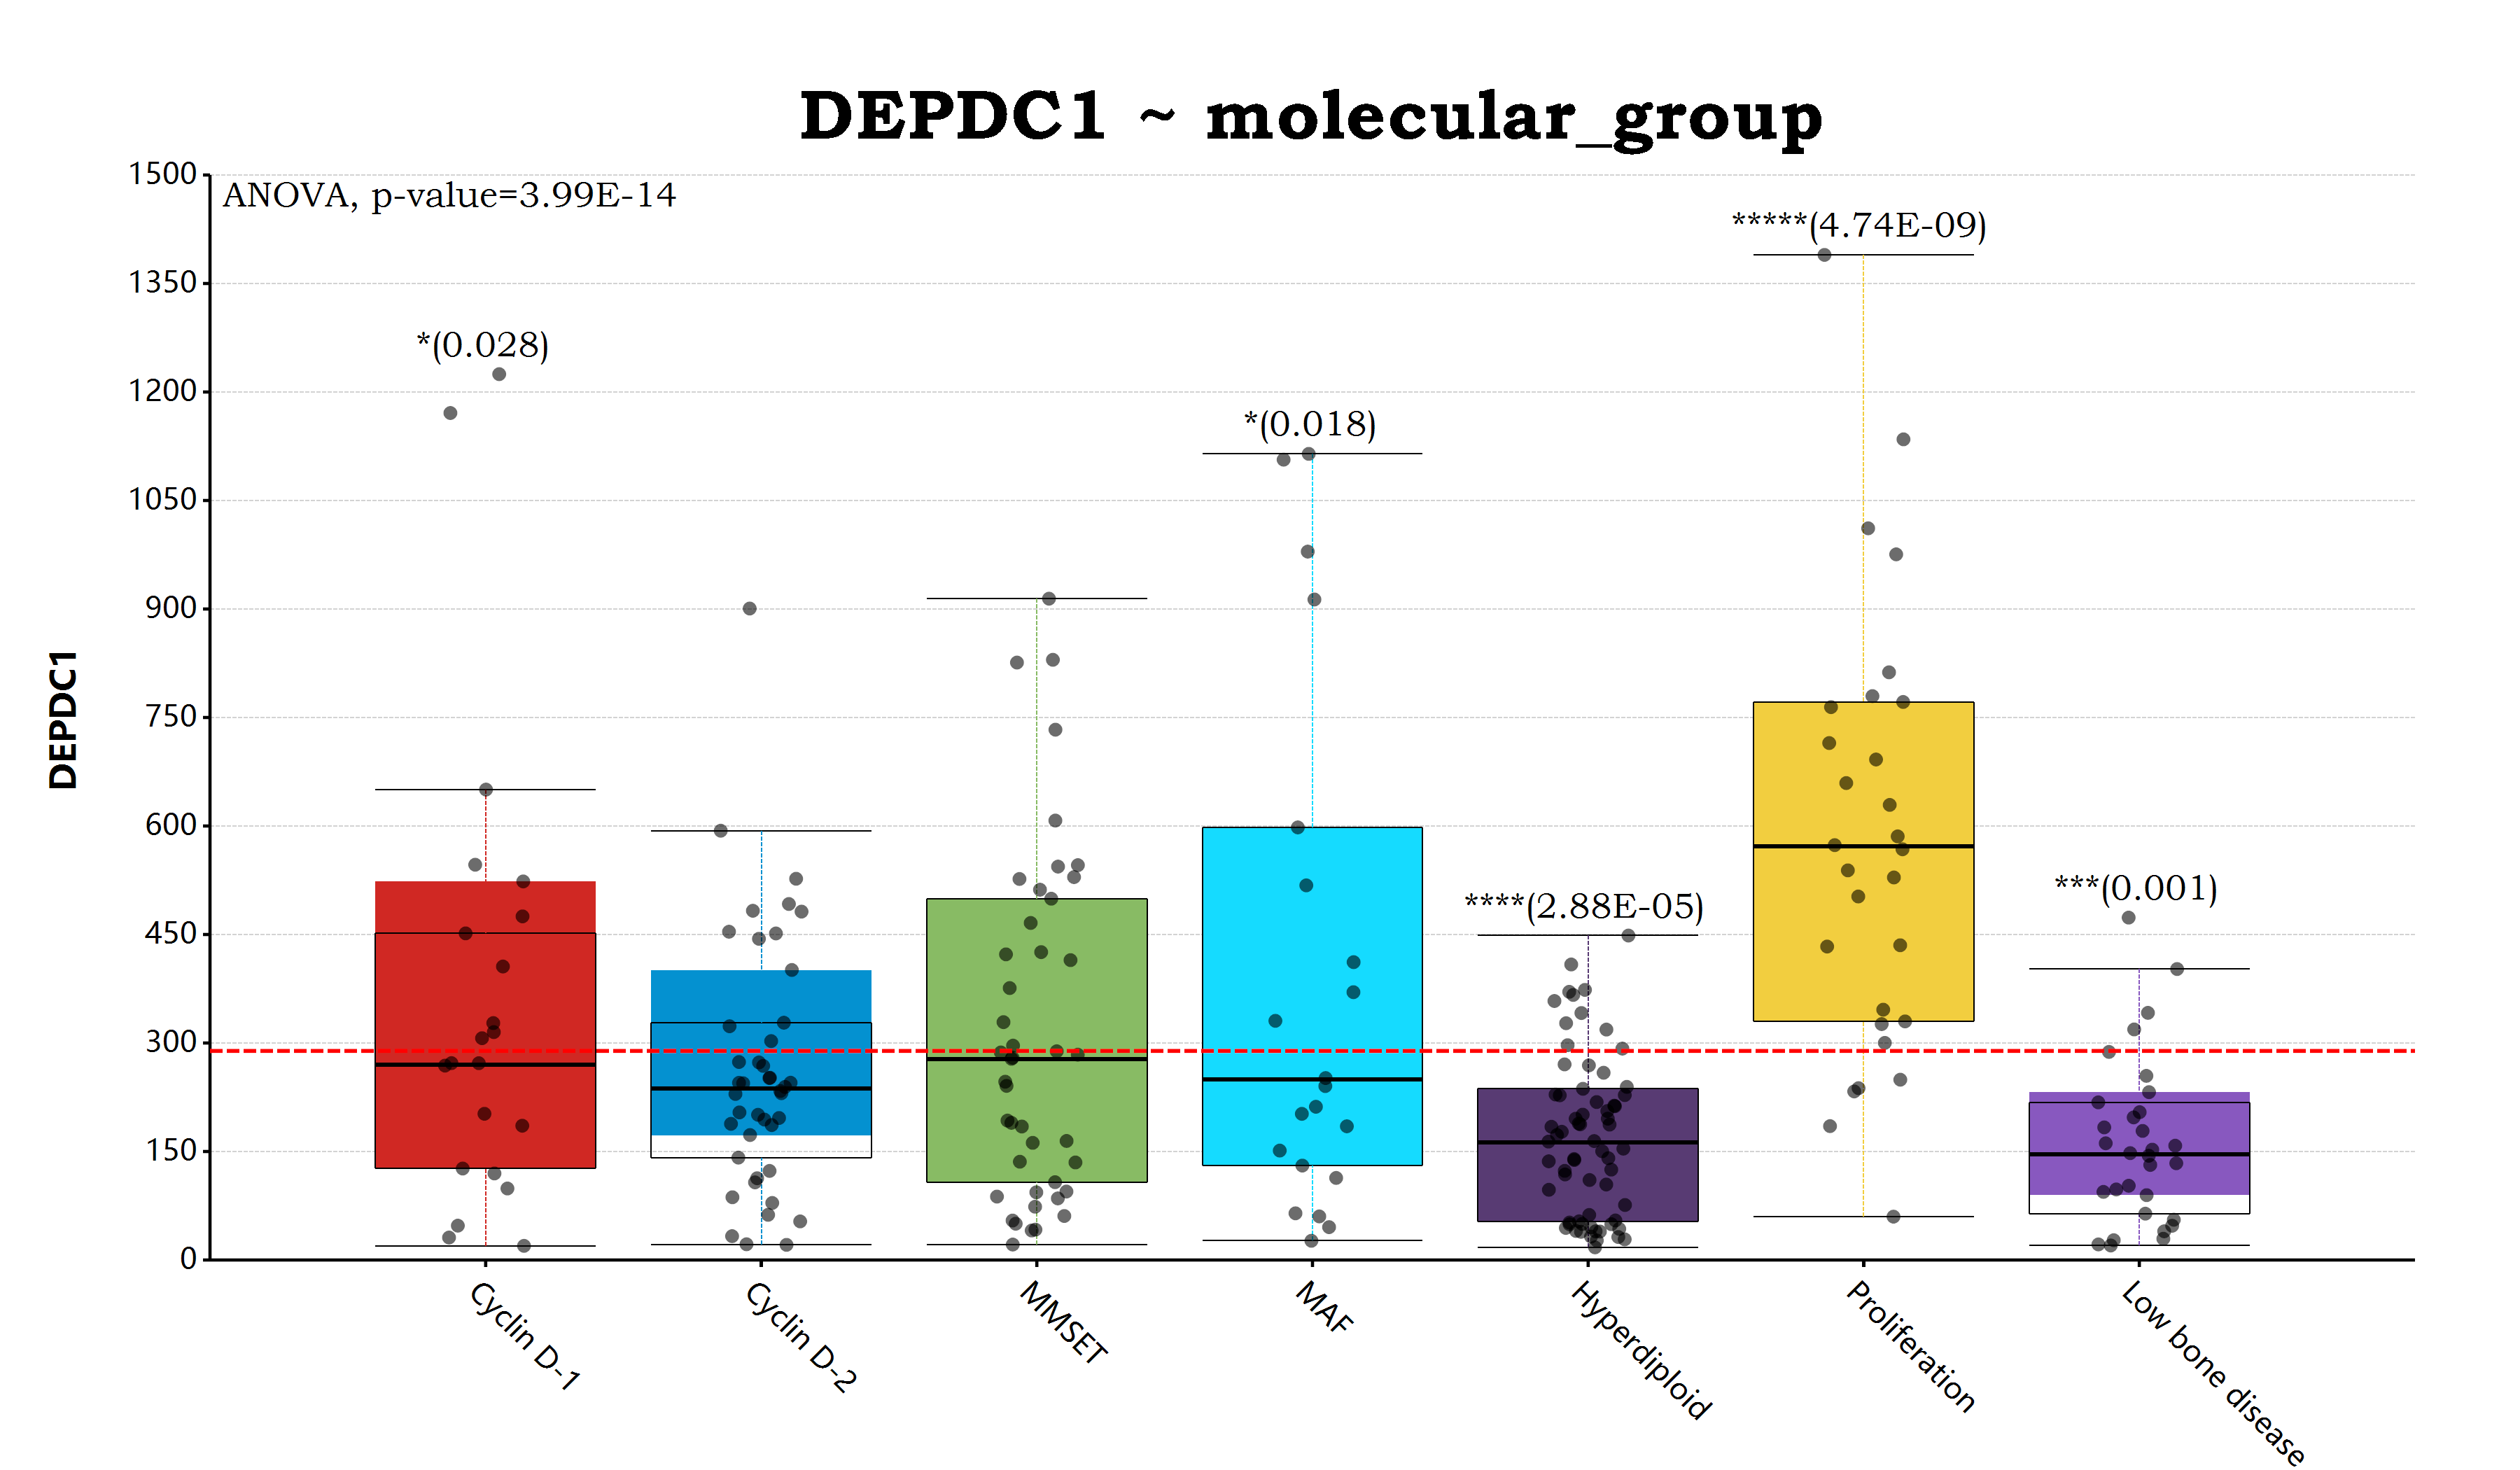 DEPDC1 ~ molecular_group
ANOVA, p-value=3.99E-14
*(0.028)
*(0.018)
****(2.88E-05)
*****(4.74E-09)
***(0.001)
DEPDC1
1500
1350
1200
1050
900
750
600
450
300
150
0
Cyclin D-1
Cyclin D-2
MMSET
MAF
Hyperdiploid
Proliferation
Low bone disease